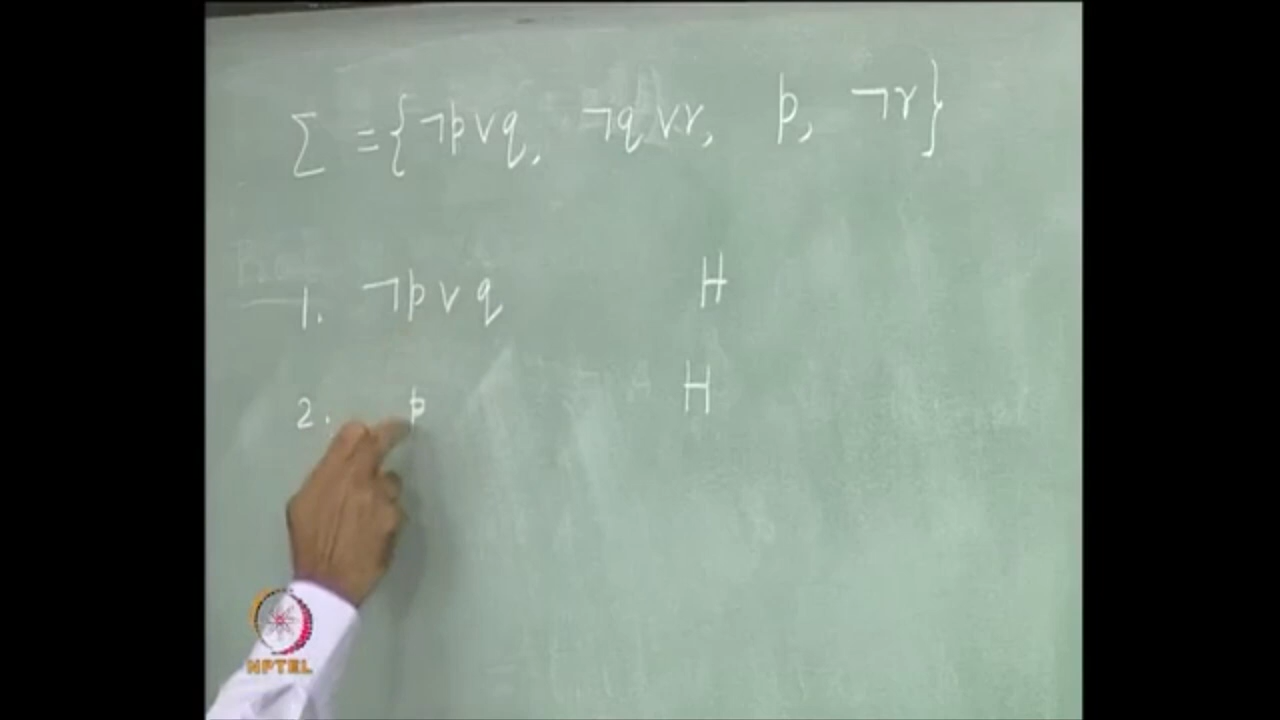 Σ = {¬p∨q, ¬q∨r, p, ¬r}
1. ¬p∨q H
2. p H
NPTEL